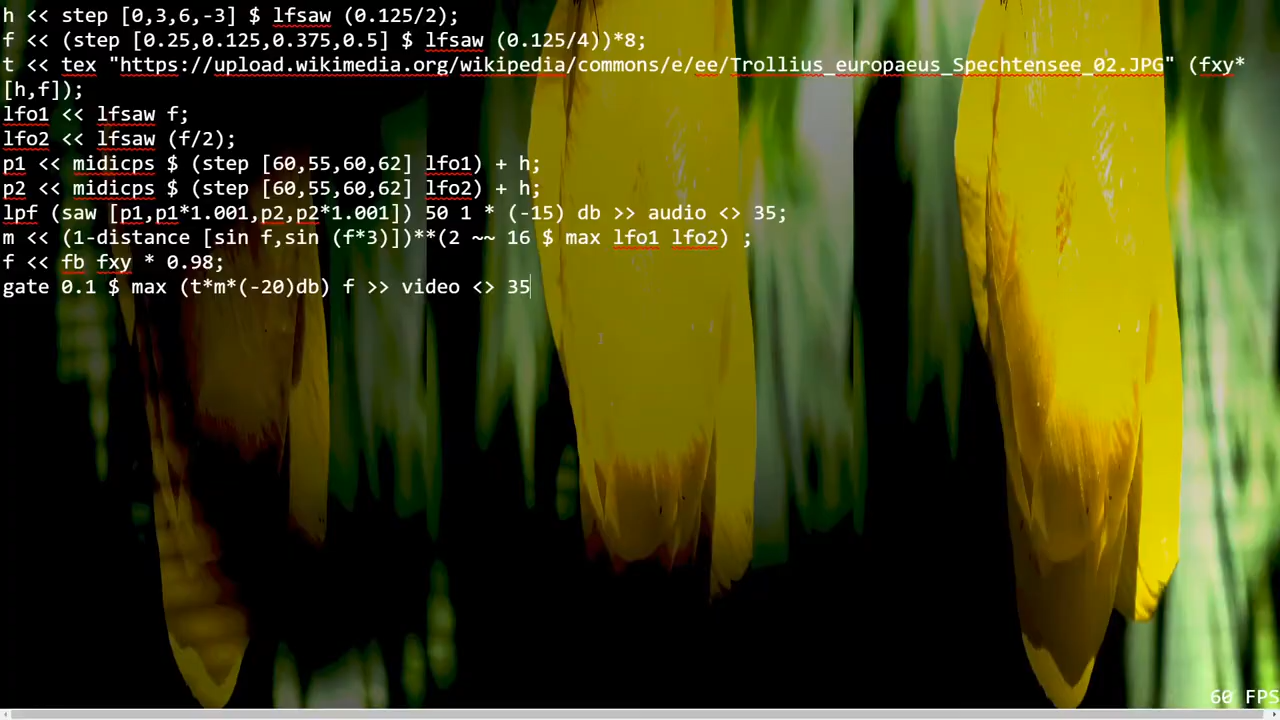 h << step [0,3,6,-3] $ lfsaw (0.125/2);
f << (step [0.25,0.125,0.375,0.5] $ lfsaw (0.125/4))*8;
t << tex "https://upload.wikimedia.org/wikipedia/commons/e/ee/Trollius_europaeus_Spechtensee_02.JPG" (fxy*
[h,f]);
lfo1 << lfsaw f;
lfo2 << lfsaw (f/2);
p1 << midicps $ (step [60,55,60,62] lfo1) + h;
p2 << midicps $ (step [60,55,60,62] lfo2) + h;
lpf (saw [p1,p1*1.001,p2,p2*1.001]) 50 1 * (-15) db >> audio <> 35;
m << (1-distance [sin f,sin (f*3)])**(2 ~~ 16 $ max lfo1 lfo2) ;
f << fb fxy * 0.98;
gate 0.1 $ max (t*m*(-20)db) f >> video <> 35
60 FPS